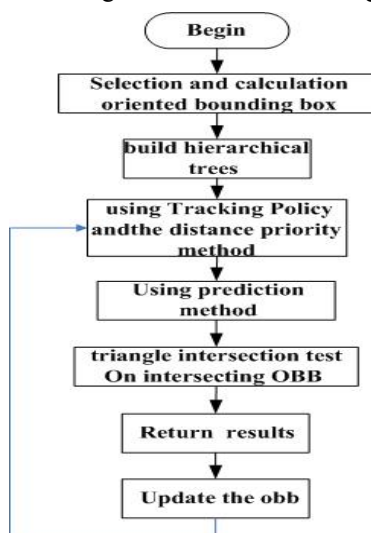 Begin
Selection and calculation
oriented bounding box
build hierarchical
trees
using Tracking Policy
andthe distance priority
method
Using prediction
method
triangle intersection test
On intersecting OBB
Return results
Update the obb